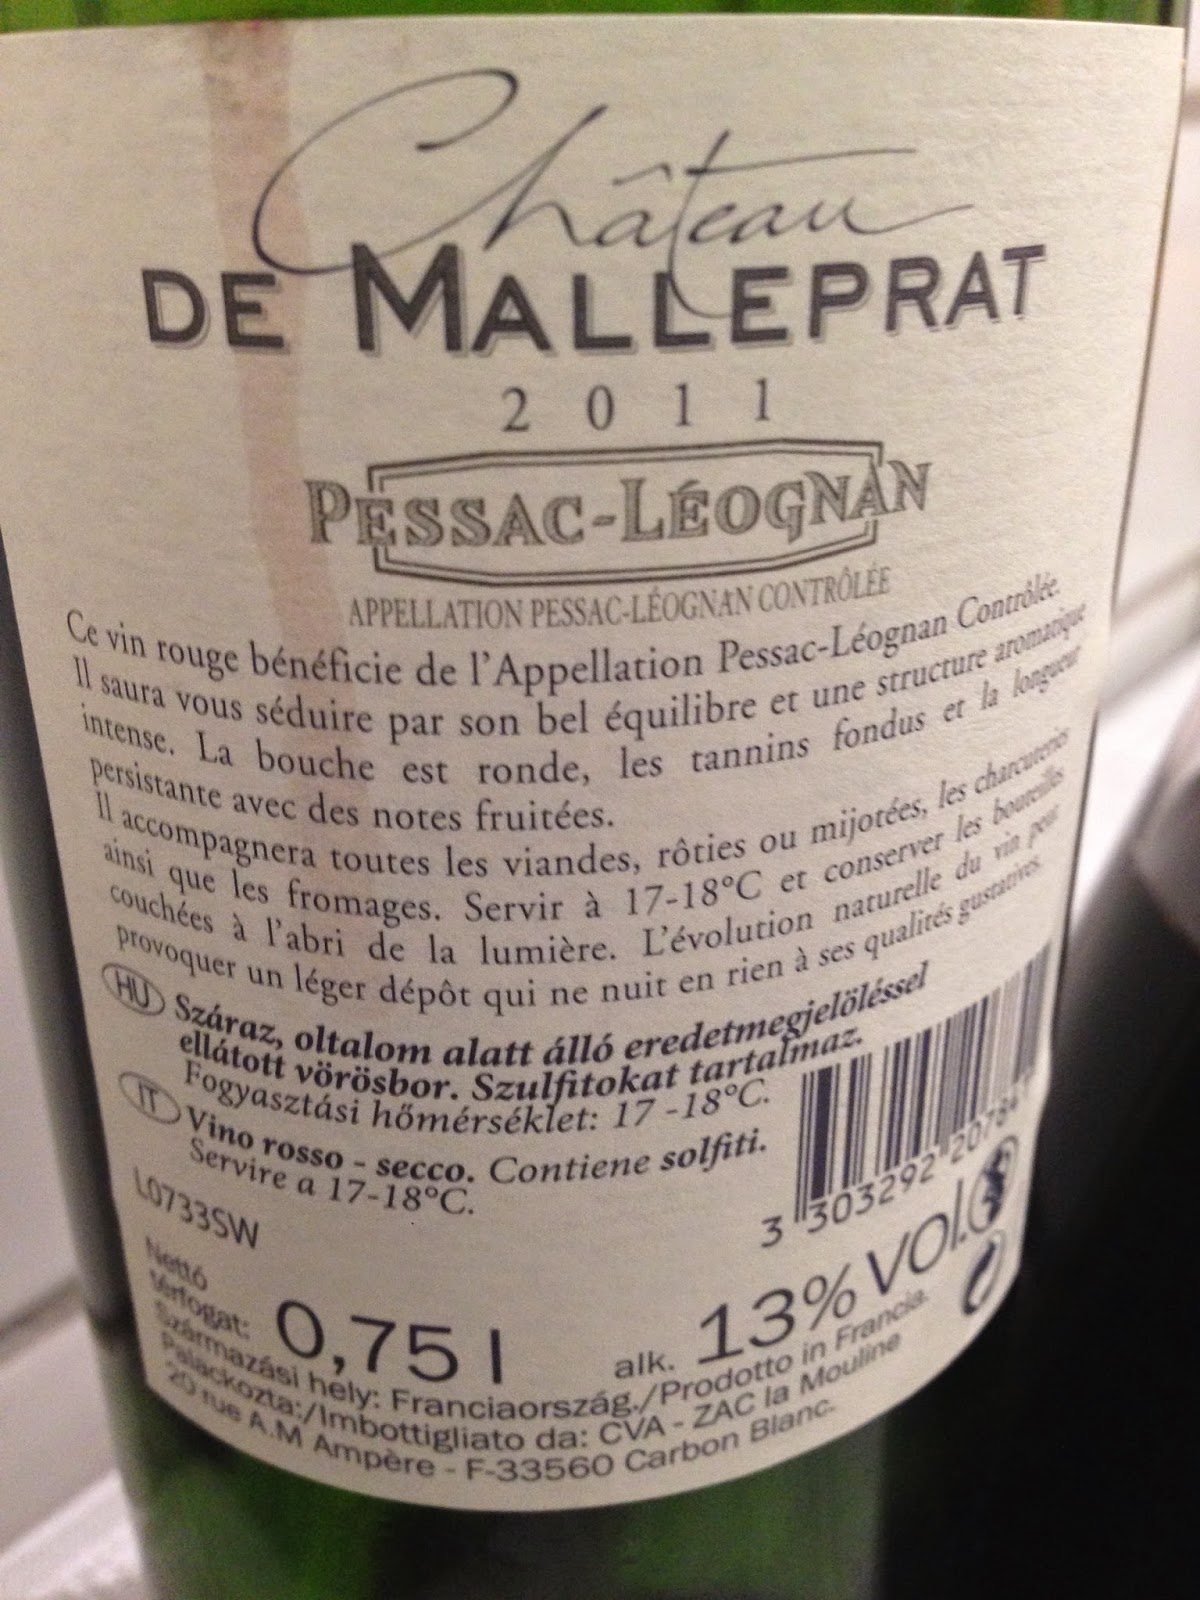 Château
DE MALLEPRAT
2011
PESSAC-LÉOGNAN
APPELLATION PESSAC-LÉOGNAN CONTRÔLÉE
Ce vin rouge bénéficie de l'Appellation Pessac-Léognan Contrôlée.
Il saura vous séduire par son bel équilibre et une structure aromatique
intense. La bouche est ronde, les tannins fondus et la longueur
persistante avec des notes fruitées.
Il accompagnera toutes les viandes, rôties ou mijotées, les charcuteries
ainsi que les fromages. Servir à 17-18°C et conserver les bouteilles
couchées à l'abri de la lumière. L'évolution naturelle du vin peut
provoquer un léger dépôt qui ne nuit en rien à ses qualités gustatives.
HU Száraz, oltalom alatt álló eredetmegjelöléssel
ellátott vörösbor. Szulfitokat tartalmaz.
Fogyasztási hőmérséklet: 17 -18°C.
IT Vino rosso - secco. Contiene solfiti.
Servire a 17-18°C.
3 303292 20784
L0733SW
Nettó
térfogat: 0,75 l alk. 13% VOl.
Származási hely: Franciaország./Prodotto in Francia.
Palackozta:/Imbottigliato da: CVA - ZAC la Mouline
20 rue A.M Ampère - F-33560 Carbon Blanc.